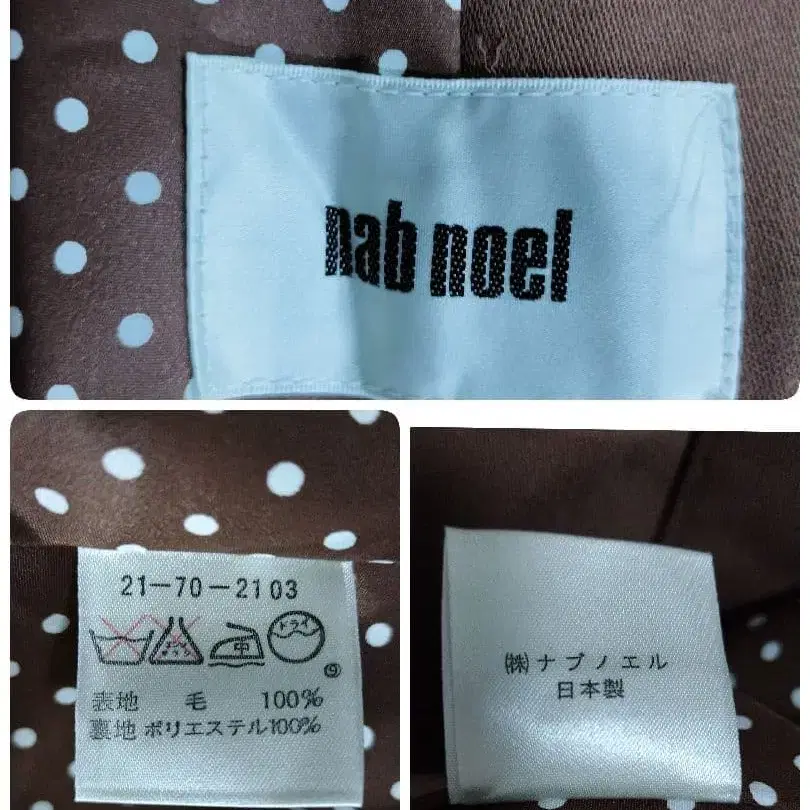 nab noel
21-70-2103
中 ドライ
表地 毛 100%
裏地 ポリエステル100%
㈱ナブノエル
日本製